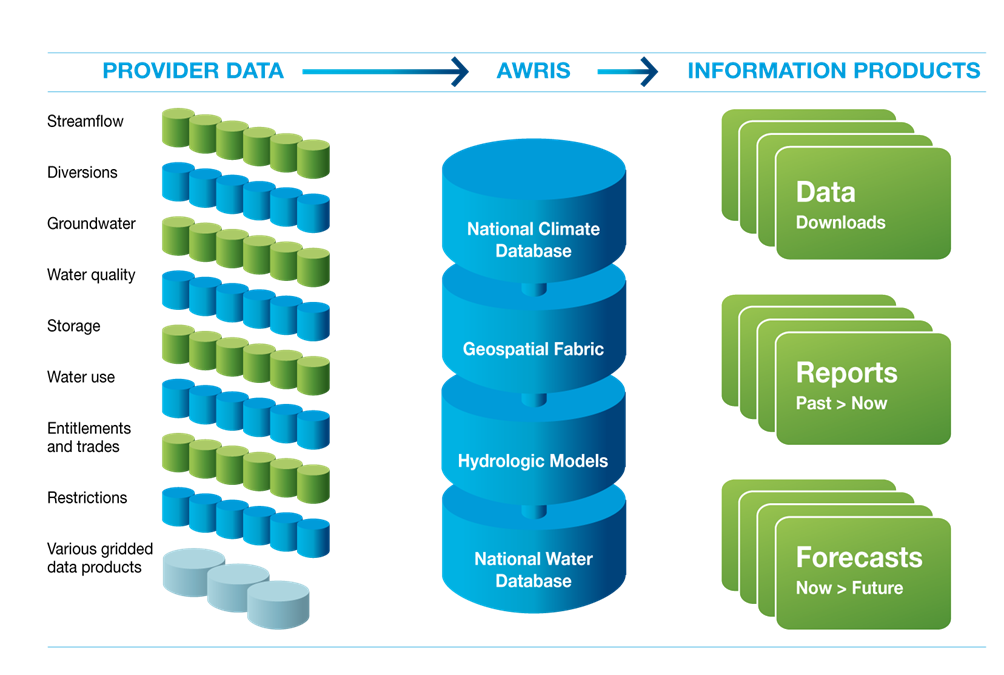 PROVIDER DATA
AWRIS
INFORMATION PRODUCTS
Streamflow
Diversions
Groundwater
Water quality
Storage
Water use
Entitlements
and trades
Restrictions
Various gridded
data products
National Climate
Database
Geospatial Fabric
Hydrologic Models
National Water
Database
Data
Downloads
Reports
Past > Now
Forecasts
Now > Future